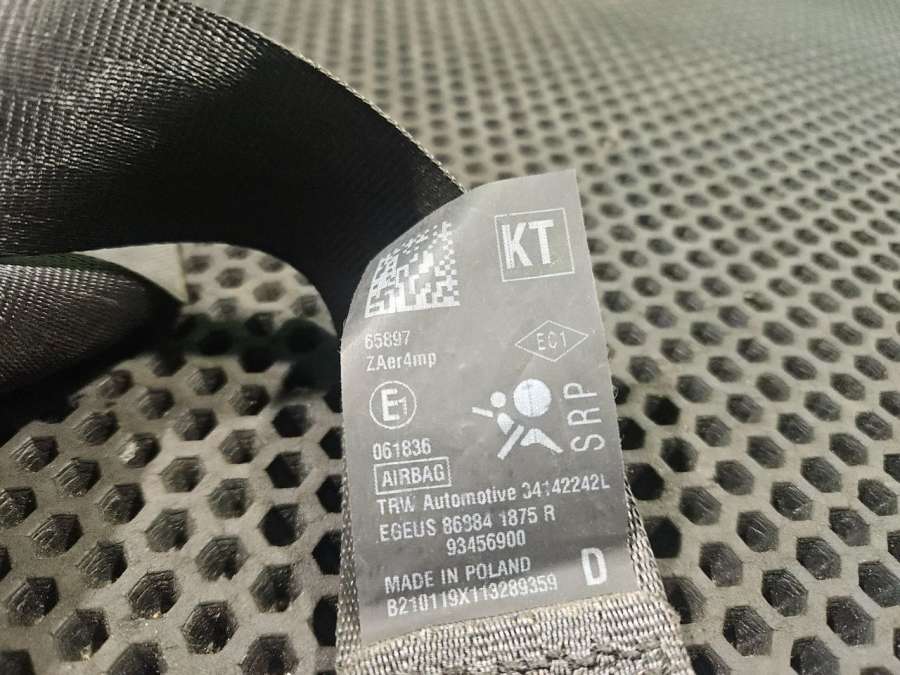 KT
65897
ZAer4mp
EC1
E1
SRP
061836
AIRBAG
TRW Automotive 34142242L
EGEUS 86984 1875 R
93456900
MADE IN POLAND
D
B210119X113289359